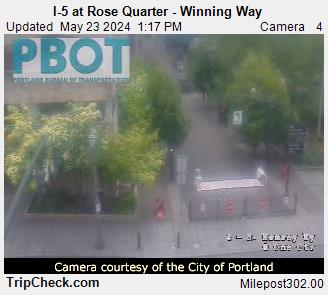 I-5 at Rose Quarter - Winning Way
Updated May 23 2024 1:17 PM Camera 4
PBOT
PORTLAND BUREAU OF TRANSPORTATION
Camera courtesy of the City of Portland
TripCheck.com Milepost302.00